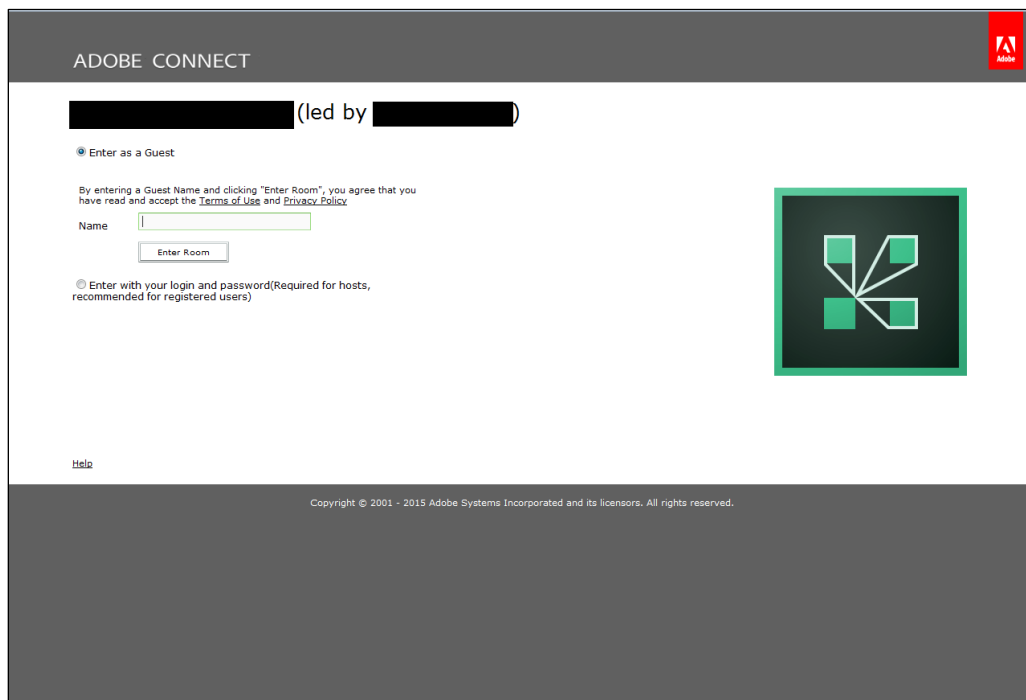 ADOBE CONNECT
Adobe
(led by )
Enter as a Guest
By entering a Guest Name and clicking "Enter Room", you agree that you
have read and accept the Terms of Use and Privacy Policy
Name
Enter Room
Enter with your login and password(Required for hosts,
recommended for registered users)
Help
Copyright © 2001 - 2015 Adobe Systems Incorporated and its licensors. All rights reserved.